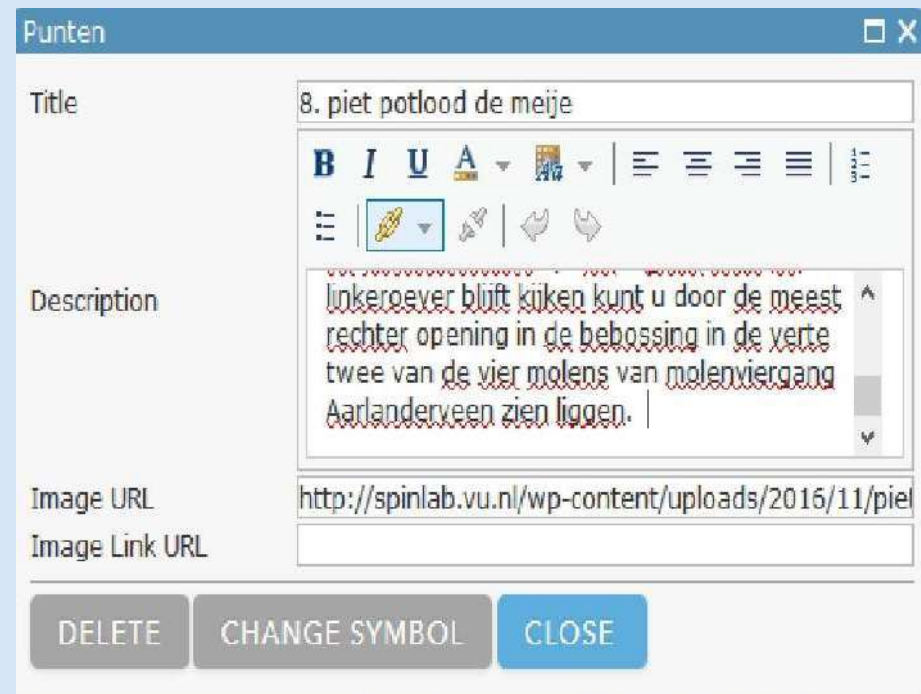 Punten
Title
8. piet potlood de meije
B I U A
Description
linkeroever blijft kijken kunt u door de meest
rechter opening in de bebossing in de verte
twee van de vier molens van molenviergang
Aarlanderveen zien liggen.
Image URL
http://spinlab.vu.nl/wp-content/uploads/2016/11/piet
Image Link URL
DELETE
CHANGE SYMBOL
CLOSE